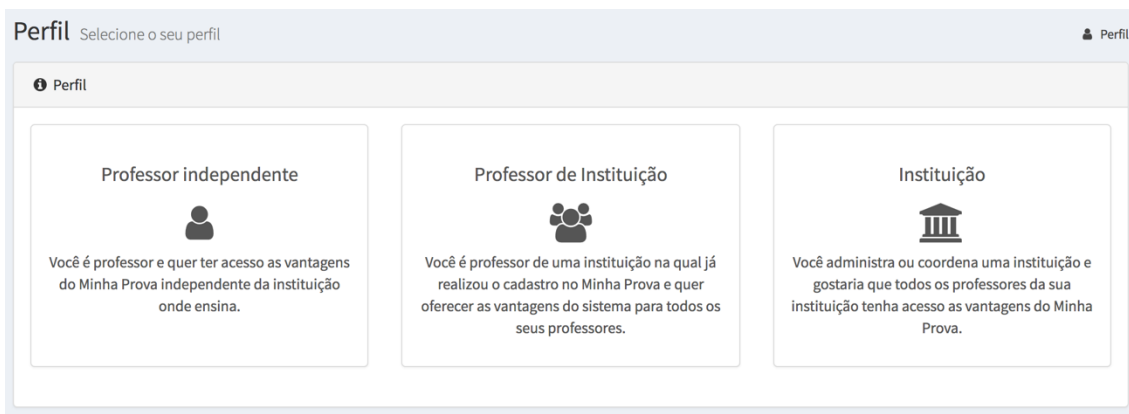 Perfil Selecione o seu perfil
Perfil
Perfil
Professor independente
Você é professor e quer ter acesso as vantagens
do Minha Prova independente da instituição
onde ensina.
Professor de Instituição
Você é professor de uma instituição na qual já
realizou o cadastro no Minha Prova e quer
oferecer as vantagens do sistema para todos os
seus professores.
Instituição
Você administra ou coordena uma instituição e
gostaria que todos os professores da sua
instituição tenha acesso as vantagens do Minha
Prova.